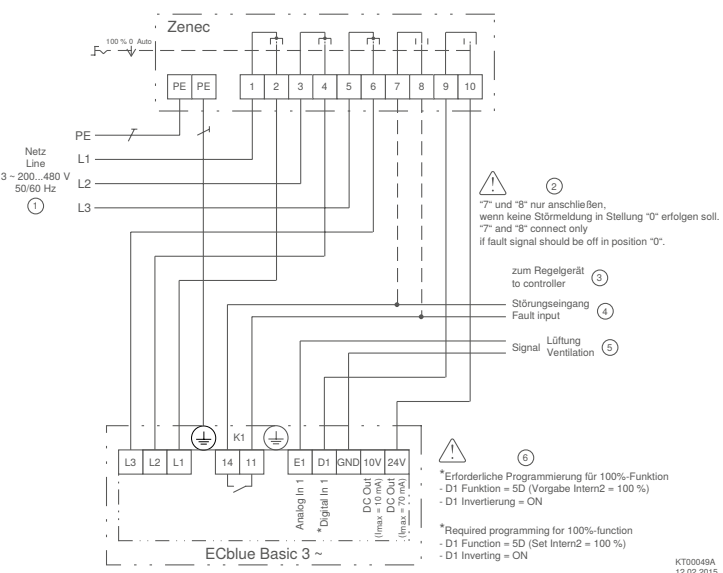 Zenec
100 % 0 Auto
PE PE 1 2 3 4 5 6 7 8 9 10
PE
L1
L2
L3
Netz
Line
3 ~ 200...480 V
50/60 Hz
1
2
"7" und "8" nur anschließen,
wenn keine Störmeldung in Stellung "0" erfolgen soll.
"7" and "8" connect only
if fault signal should be off in position "0".
zum Regelgerät
to controller
3
Störungseingang
Fault input
4
Signal
Lüftung
Ventilation
5
K1
L3 L2 L1 14 11 E1 D1 GND 10V 24V
Analog In 1
*Digital In 1
DC Out
(Imax = 10 mA)
DC Out
(Imax = 70 mA)
ECblue Basic 3 ~
6
*Erforderliche Programmierung für 100%-Funktion
- D1 Funktion = 5D (Vorgabe Intern2 = 100 %)
- D1 Invertierung = ON
*Required programming for 100%-function
- D1 Function = 5D (Set Intern2 = 100 %)
- D1 Inverting = ON
KT00049A
12.02.2015